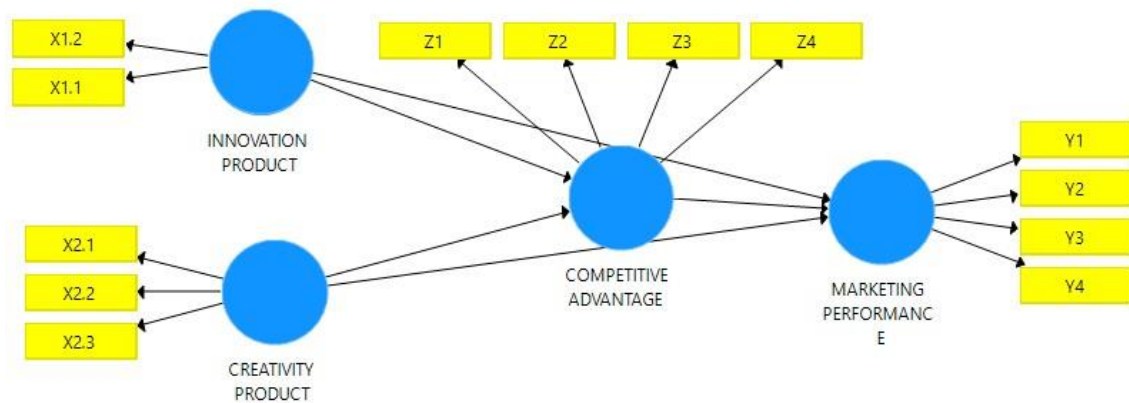 X1.2
X1.1
INNOVATION
PRODUCT
Z1
Z2
Z3
Z4
X2.1
X2.2
X2.3
CREATIVITY
PRODUCT
COMPETITIVE
ADVANTAGE
MARKETING
PERFORMANC
E
Y1
Y2
Y3
Y4